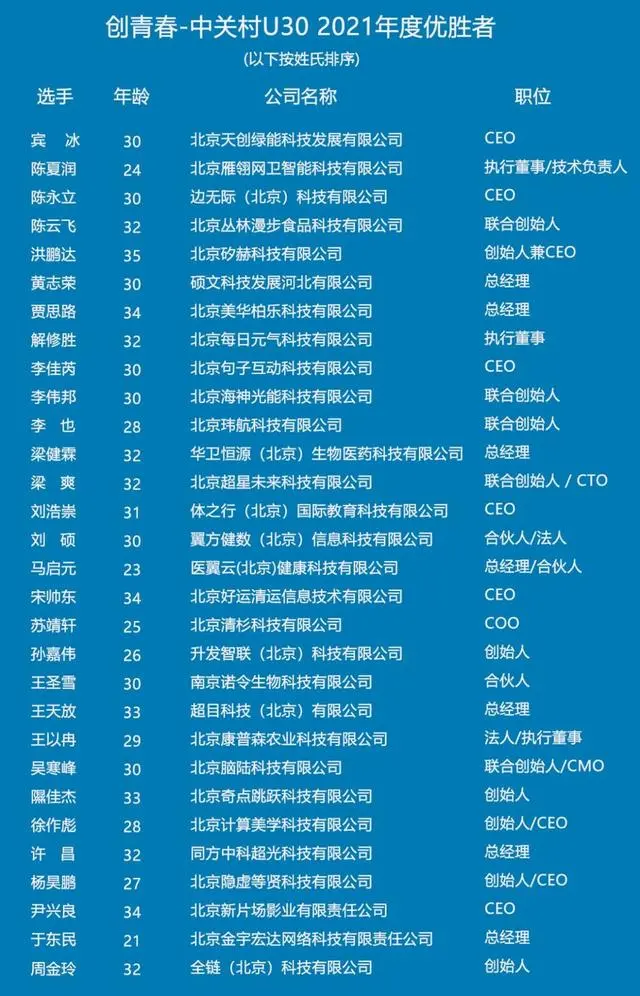 创青春-中关村U30 2021年度优胜者
(以下按姓氏排序)
选手 年龄 公司名称 职位
宾 冰 30 北京天创绿能科技发展有限公司 CEO
陈夏润 24 北京雁翎网卫智能科技有限公司 执行董事/技术负责人
陈永立 30 边无际（北京）科技有限公司 CEO
陈云飞 32 北京丛林漫步食品科技有限公司 联合创始人
洪鹏达 35 北京矽赫科技有限公司 创始人兼CEO
黄志荣 30 硕文科技发展河北有限公司 总经理
贾思路 34 北京美华柏乐科技有限公司 总经理
解修胜 32 北京每日元气科技有限公司 执行董事
李佳芮 30 北京句子互动科技有限公司 CEO
李伟邦 30 北京海神光能科技有限公司 联合创始人
李 也 28 北京玮航科技有限公司 联合创始人
梁健霖 32 华卫恒源（北京）生物医药科技有限公司 总经理
梁 爽 32 北京超星未来科技有限公司 联合创始人 / CTO
刘浩崇 31 体之行（北京）国际教育科技有限公司 CEO
刘 硕 30 翼方健数（北京）信息科技有限公司 合伙人/法人
马启元 23 医翼云(北京)健康科技有限公司 总经理/合伙人
宋帅东 34 北京好运清运信息技术有限公司 CEO
苏靖轩 25 北京清杉科技有限公司 COO
孙嘉伟 26 升发智联（北京）科技有限公司 创始人
王圣雪 30 南京诺令生物科技有限公司 合伙人
王天放 33 超目科技（北京）有限公司 总经理
王以冉 29 北京康普森农业科技有限公司 法人/执行董事
吴寒峰 30 北京脑陆科技有限公司 联合创始人/CMO
隰佳杰 33 北京奇点跳跃科技有限公司 创始人
徐作彪 28 北京计算美学科技有限公司 创始人/CEO
许 昌 32 同方中科超光科技有限公司 总经理
杨昊鹏 27 北京隐虚等贤科技有限公司 创始人/CEO
尹兴良 34 北京新片场影业有限责任公司 CEO
于东民 21 北京金宇宏达网络科技有限责任公司 总经理
周金玲 32 全链（北京）科技有限公司 创始人